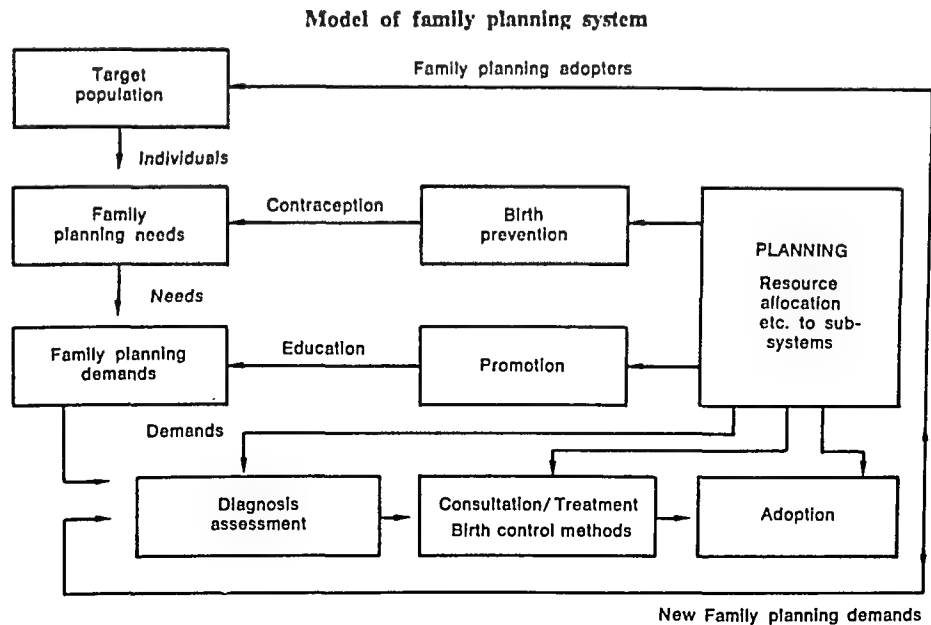 Model of family planning system
Family planning adopters
Target
population
Individuals
Family
planning needs
Contraception
Birth
prevention
PLANNING
Resource
allocation
etc. to sub-
systems
Needs
Family planning
demands
Education
Promotion
Demands
Diagnosis
assessment
Consultation/Treatment
Birth control methods
Adoption
New Family planning demands